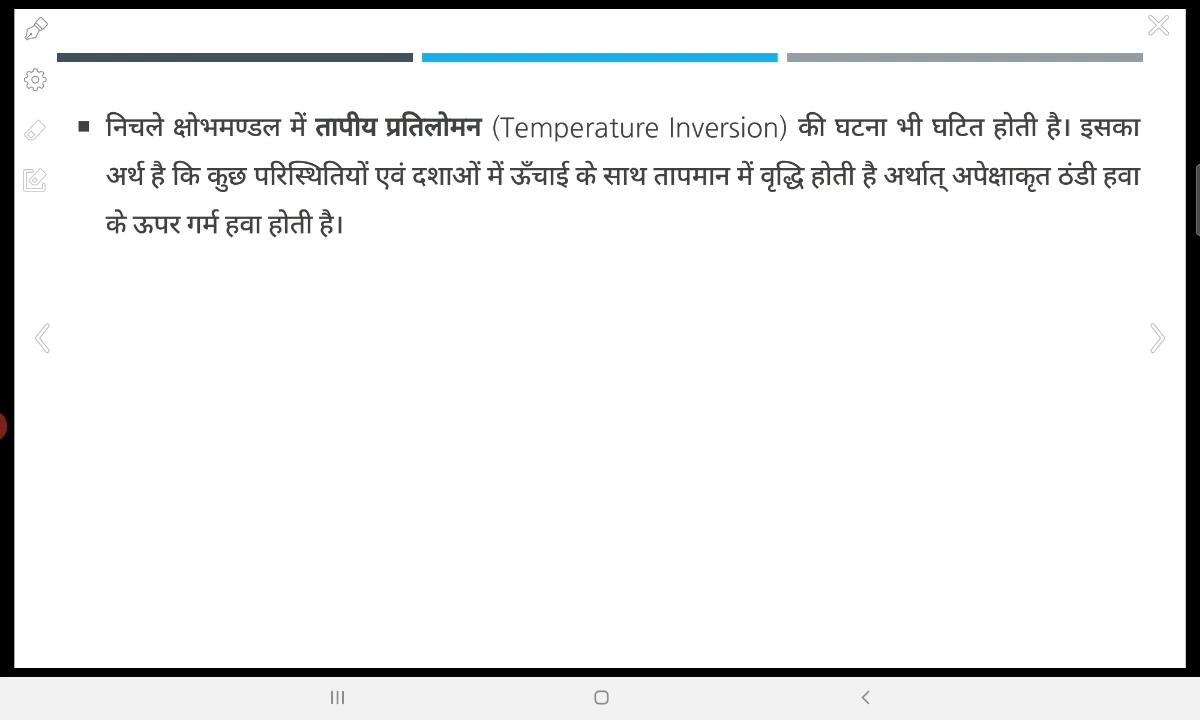 ▪ निचले क्षोभमण्डल में तापीय प्रतिलोमन (Temperature Inversion) की घटना भी घटित होती है। इसका
अर्थ है कि कुछ परिस्थितियों एवं दशाओं में ऊँचाई के साथ तापमान में वृद्धि होती है अर्थात् अपेक्षाकृत ठंडी हवा
के ऊपर गर्म हवा होती है।